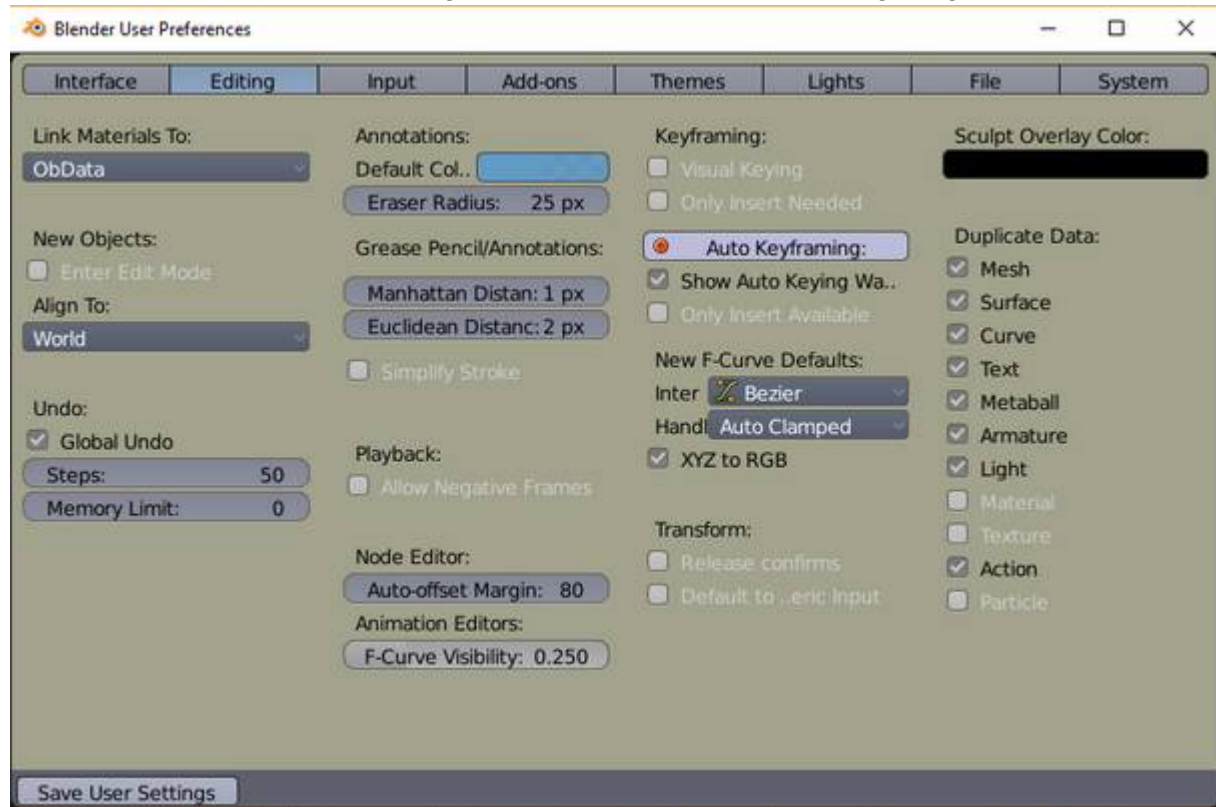 Blender User Preferences
Interface Editing Input Add-ons Themes Lights File System
Link Materials To:
ObData
New Objects:
Enter Edit Mode
Align To:
World
Undo:
Global Undo
Steps: 50
Memory Limit: 0
Annotations:
Default Col..
Eraser Radius: 25 px
Grease Pencil/Annotations:
Manhattan Distan: 1 px
Euclidean Distanc: 2 px
Simplify Stroke
Playback:
Allow Negative Frames
Node Editor:
Auto-offset Margin: 80
Animation Editors:
F-Curve Visibility: 0.250
Keyframing:
Visual Keying
Only Insert Needed
Auto Keyframing:
Show Auto Keying Wa..
Only Insert Available
New F-Curve Defaults:
Inter Bezier
Handl Auto Clamped
XYZ to RGB
Transform:
Release confirms
Default to ..eric Input
Sculpt Overlay Color:
Duplicate Data:
Mesh
Surface
Curve
Text
Metaball
Armature
Light
Material
Texture
Action
Particle
Save User Settings